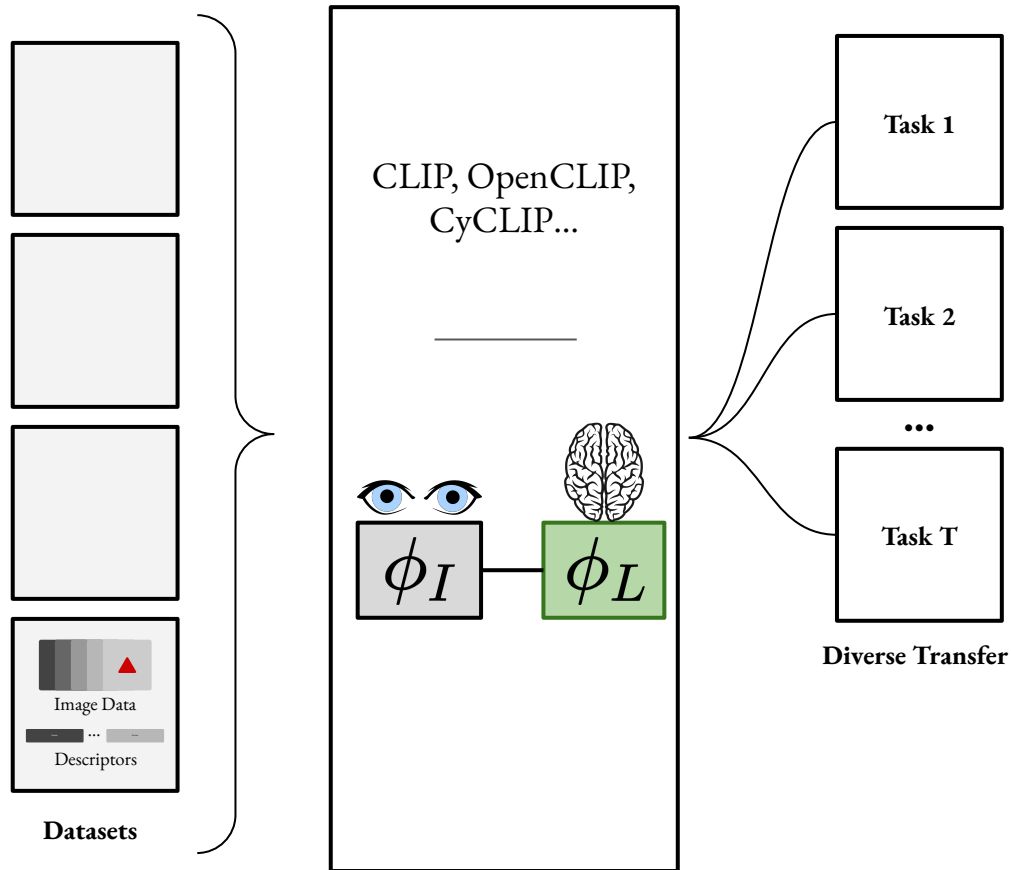 Image Data
...
Descriptors
Datasets
CLIP, OpenCLIP,
CyCLIP...
ϕI
ϕL
Task 1
Task 2
...
Task T
Diverse Transfer